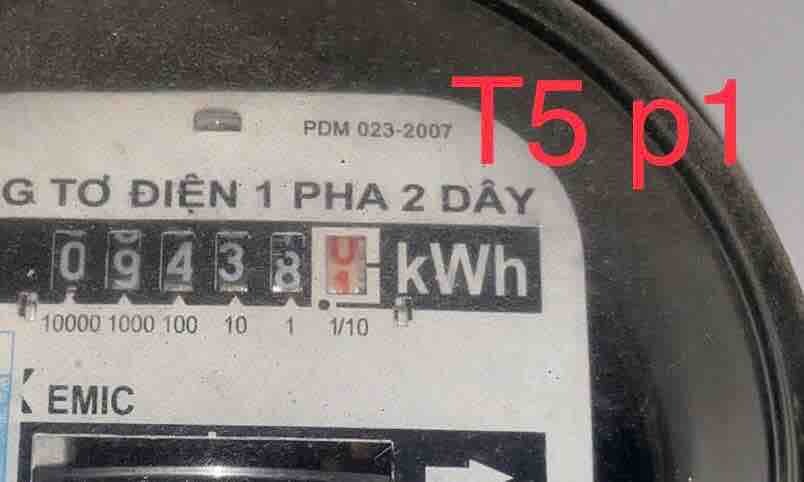 T5 p1
PDM 023-2007
G TƠ ĐIỆN 1 PHA 2 DÂY
0 9 4 3 8 kWh
10000 1000 100 10 1 1/10
EMIC